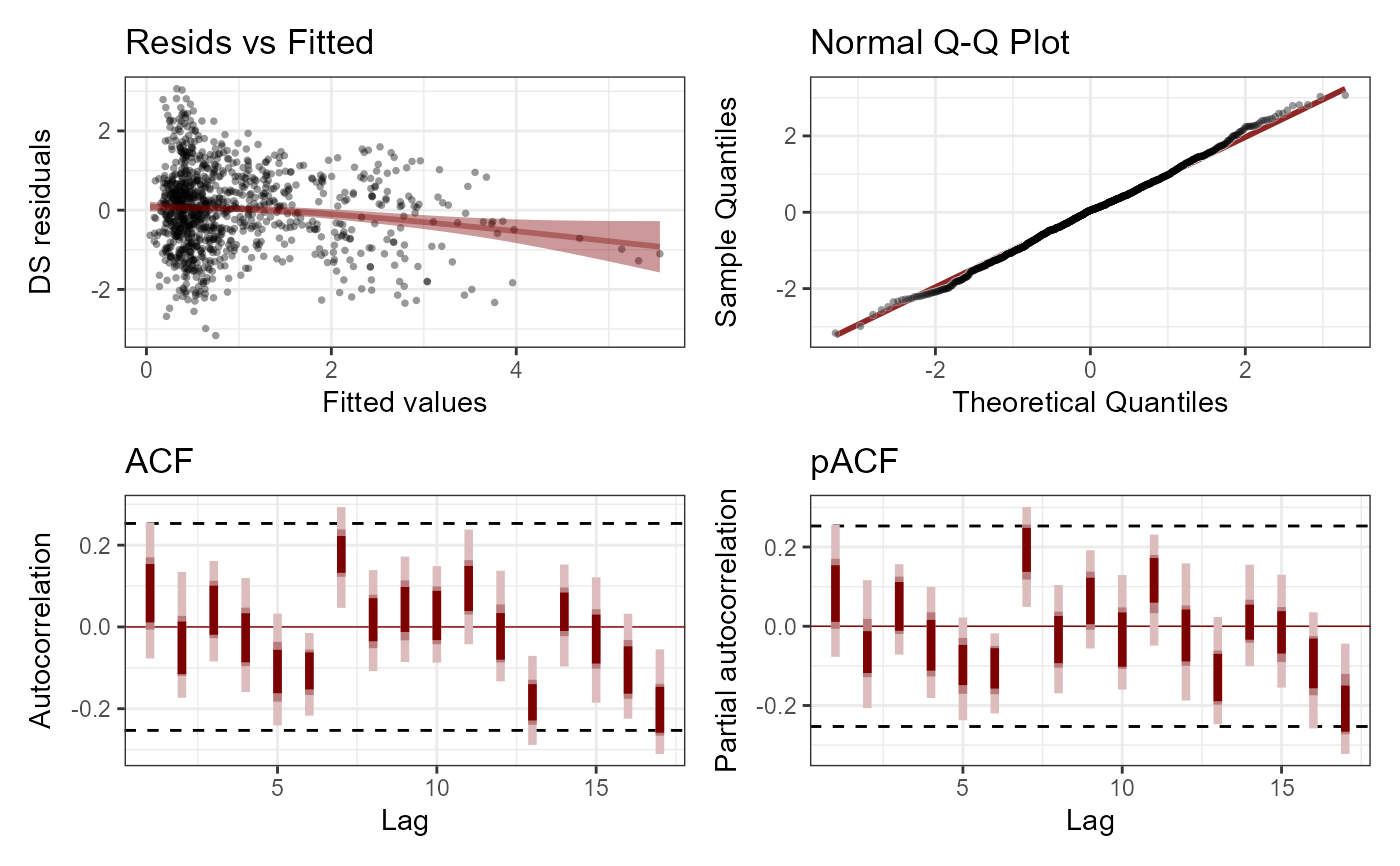 Resids vs Fitted
DS residuals
2
0
-2
0 2 4
Fitted values
Normal Q-Q Plot
Sample Quantiles
2
0
-2
-2 0 2
Theoretical Quantiles
ACF
Autocorrelation
0.2
0.0
-0.2
5 10 15
Lag
pACF
Partial autocorrelation
0.2
0.0
-0.2
5 10 15
Lag